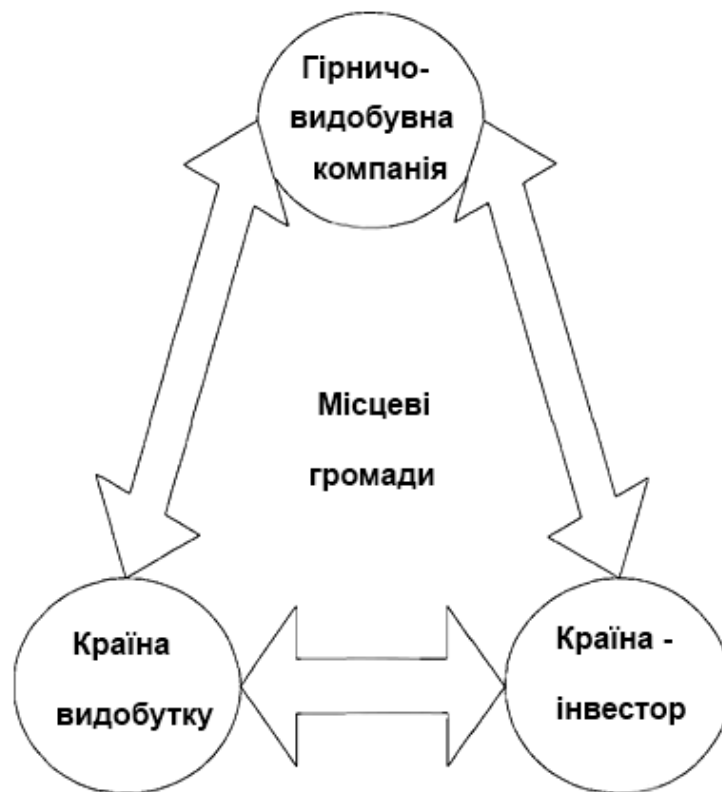 Гірничо-
видобувна
компанія
Місцеві
громади
Країна
видобутку
Країна -
інвестор